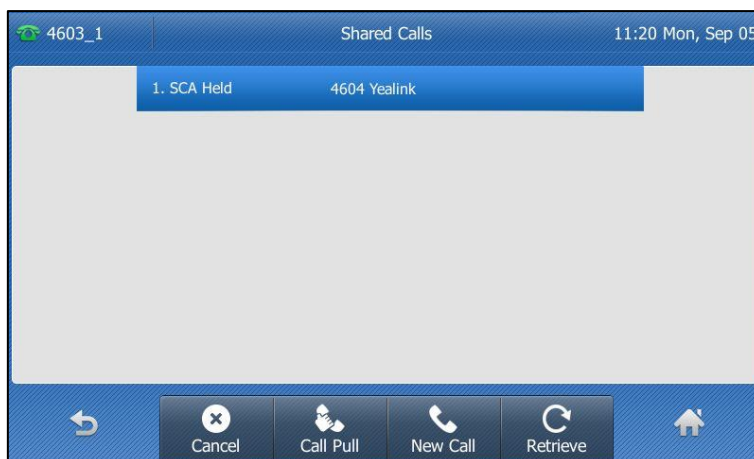 4603_1 Shared Calls 11:20 Mon, Sep 05
1. SCA Held 4604 Yealink
Cancel Call Pull New Call Retrieve